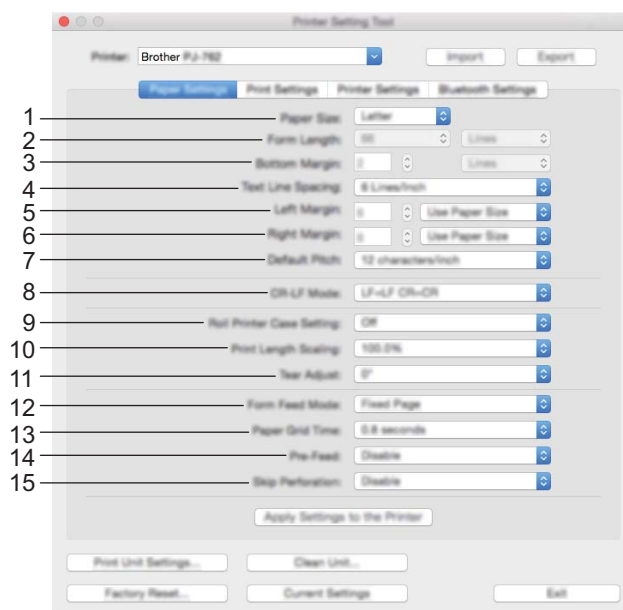 Printer Setting Tool
Printer: Brother PJ-762 Import Export
Paper Settings Print Settings Printer Settings Bluetooth Settings
1 Paper Size: Letter
2 Form Length: Lines
3 Bottom Margin: 2 Lines
4 Text Line Spacing: 6 Lines/Inch
5 Left Margin: Use Paper Size
6 Right Margin: Use Paper Size
7 Default Pitch: 12 characters/inch
8 CR-LF Mode: LF=LF CR=CR
9 Roll Printer Case Setting: Off
10 Print Length Scaling: 100.0%
11 Tear Adjust: 0"
12 Form Feed Mode: Fixed Page
13 Paper Grid Time: 0.8 seconds
14 Pre-Feed: Disable
15 Skip Perforation: Disable
Apply Settings to the Printer
Print Unit Settings... Clean Unit...
Factory Reset... Current Settings Exit